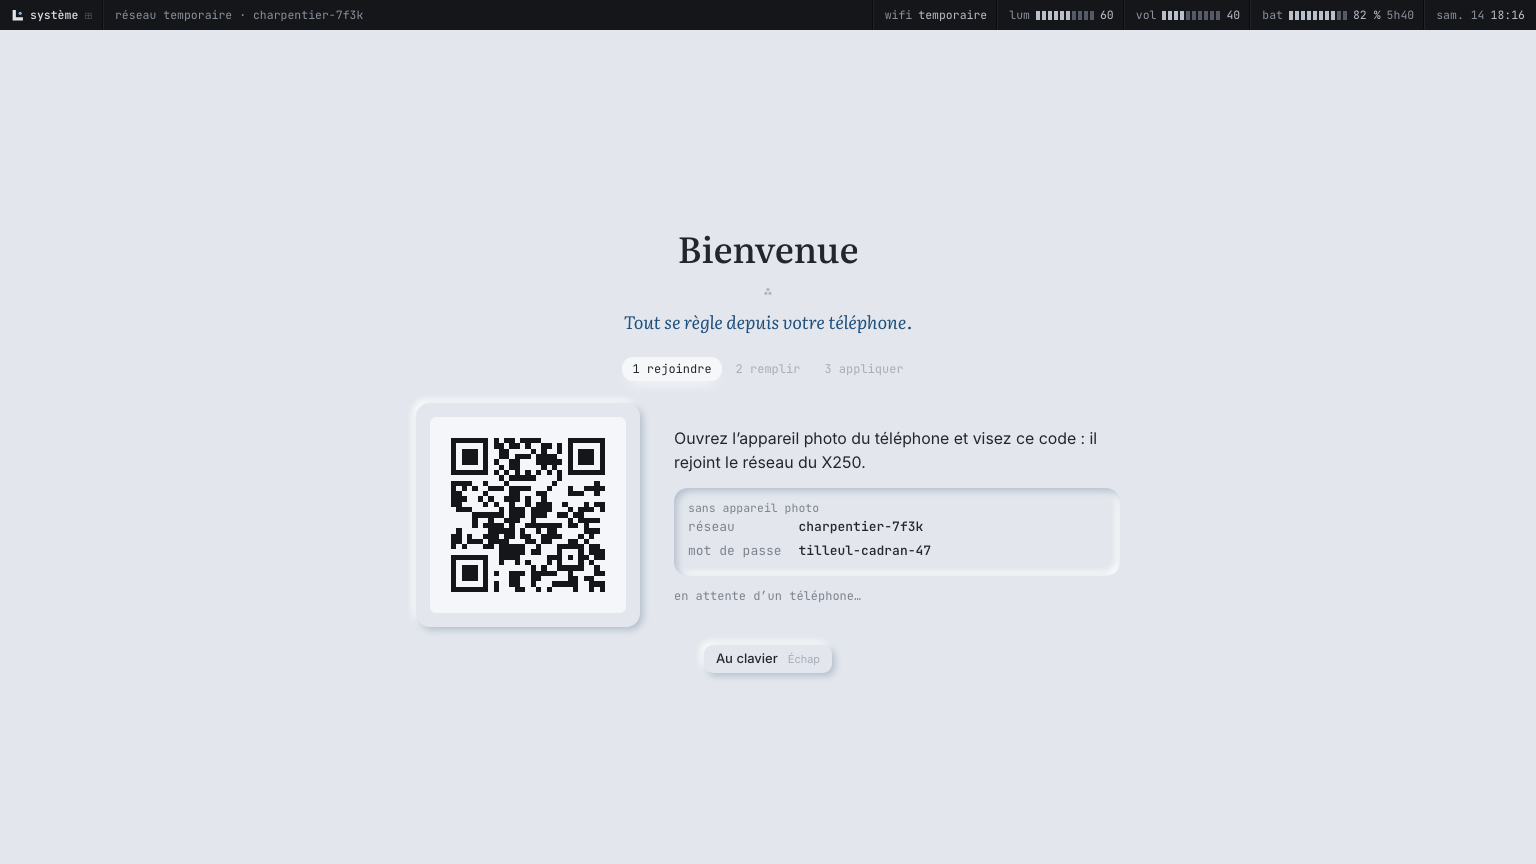 système ⊞ réseau temporaire · charpentier-7f3k wifi temporaire lum 60 vol 40 bat 82 % 5h40 sam. 14 18:16
Bienvenue
Tout se règle depuis votre téléphone.
1 rejoindre 2 remplir 3 appliquer
Ouvrez l’appareil photo du téléphone et visez ce code : il
rejoint le réseau du X250.
sans appareil photo
réseau charpentier-7f3k
mot de passe tilleul-cadran-47
en attente d’un téléphone…
Au clavier Échap